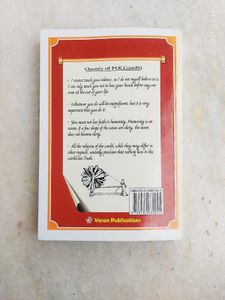 Quotes of M.K.Gandhi
- I cannot teach you violence, as I do not myself believe in it.
I can only teach you not to bow your heads before any one
even at the cost of your life.
- Whatever you do will be insignificant, but it is very
important that you do it.
- You must not lose faith in humanity. Humanity is an
ocean; if a few drops of the ocean are dirty, the ocean
does not become dirty.
- All the religions of the world, while they may differ in
other respects, unitedly proclaim that nothing lives in this
world but Truth.
Vasan Publications